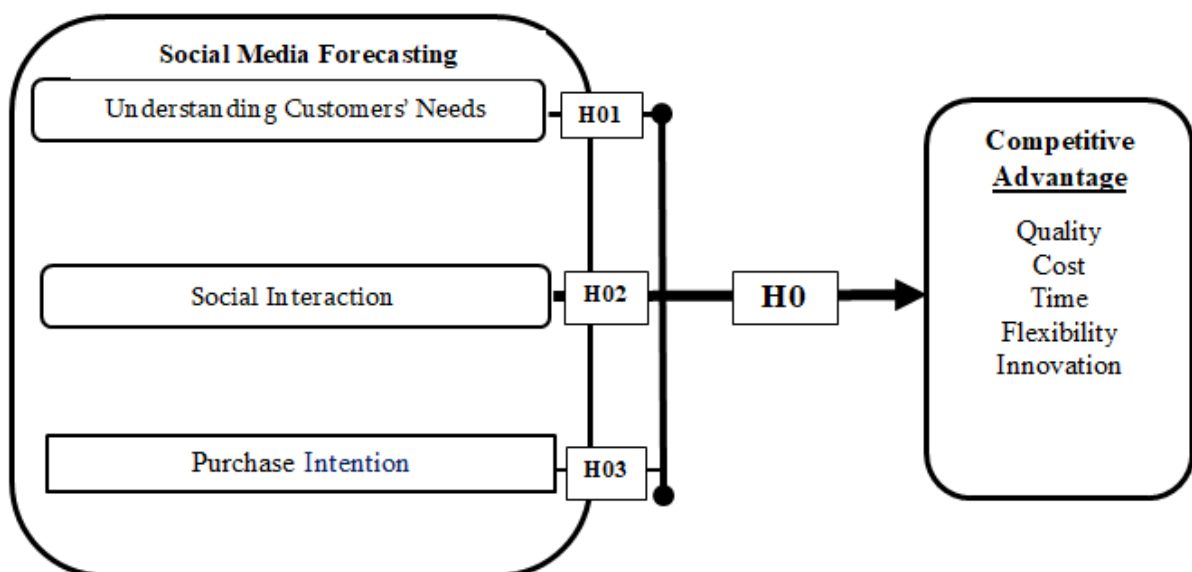 Social Media Forecasting
Understanding Customers' Needs
H01
Social Interaction
H02
Purchase Intention
H03
H0
Competitive
Advantage
Quality
Cost
Time
Flexibility
Innovation